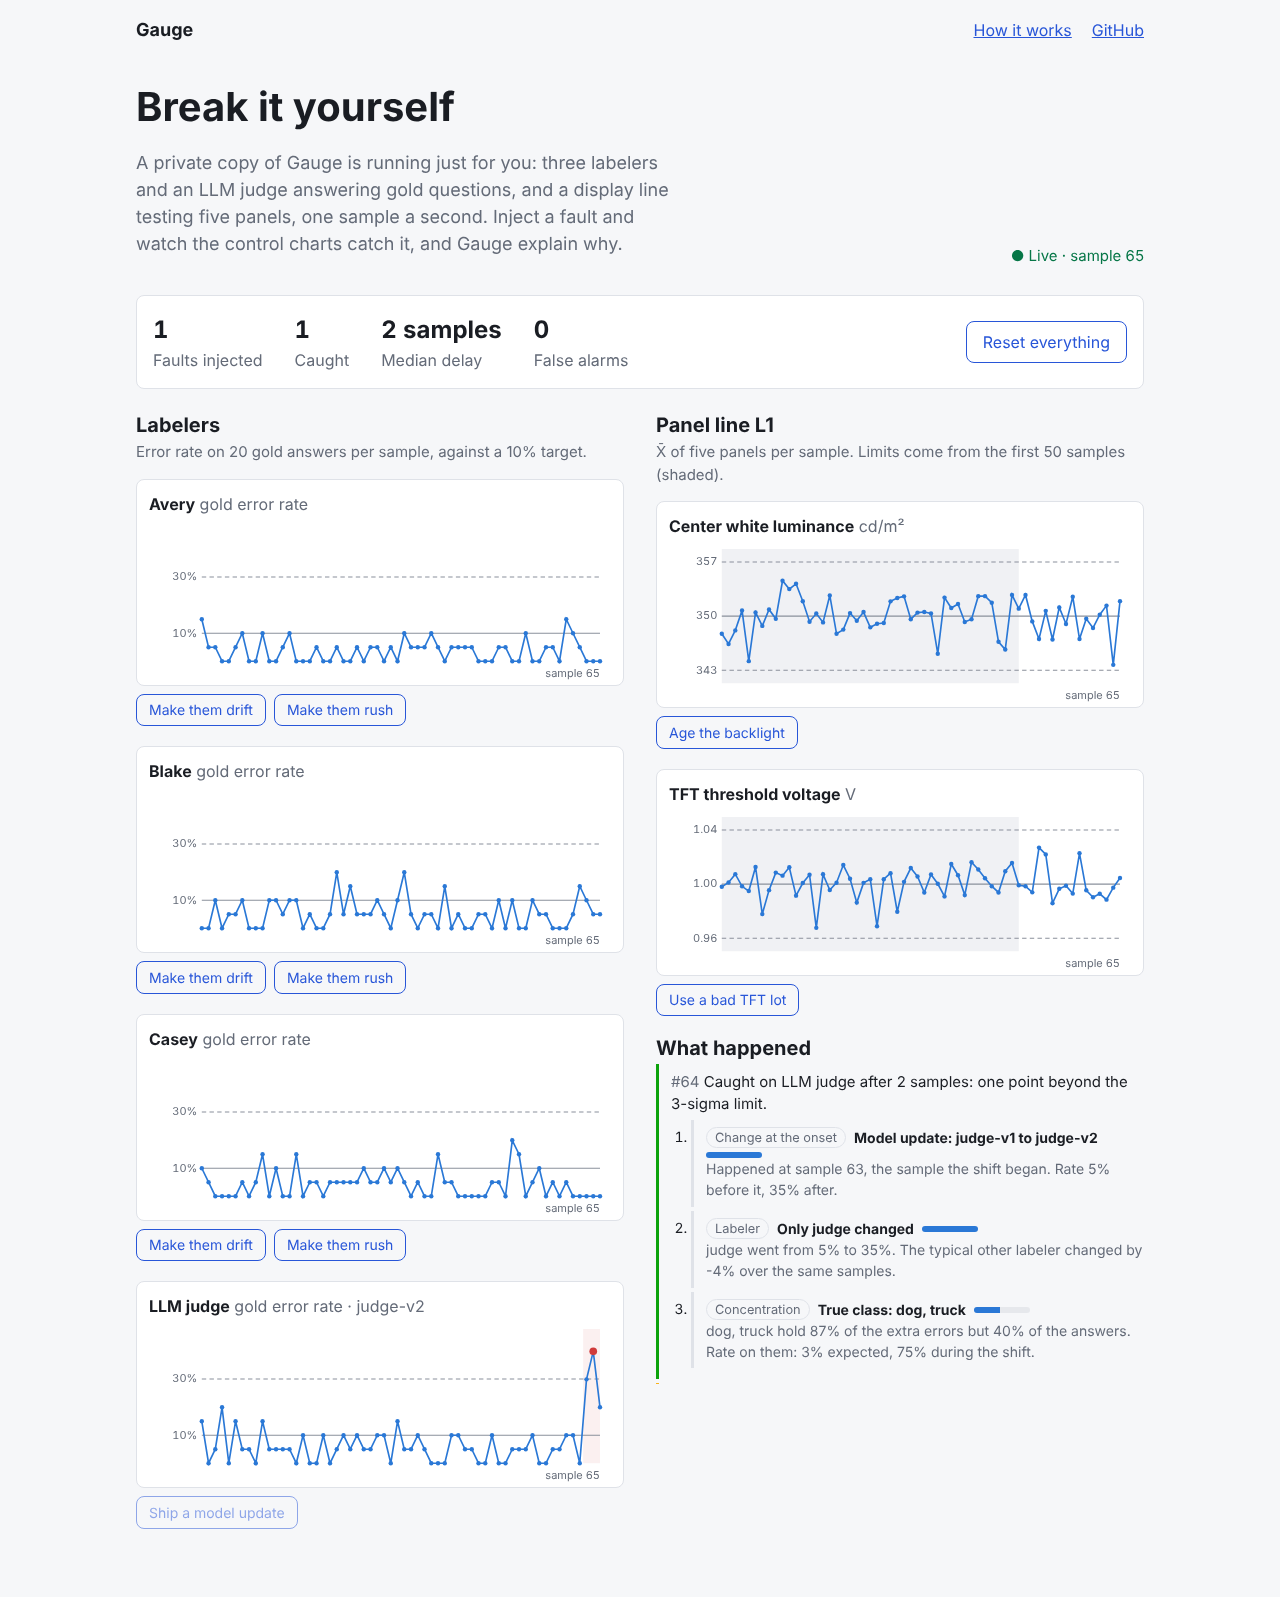 Gauge
How it works GitHub
Break it yourself
A private copy of Gauge is running just for you: three labelers
and an LLM judge answering gold questions, and a display line
testing five panels, one sample a second. Inject a fault and
watch the control charts catch it, and Gauge explain why.
Live · sample 65
1 1 2 samples 0
Faults injected Caught Median delay False alarms
Reset everything
Labelers
Error rate on 20 gold answers per sample, against a 10% target.
Avery gold error rate
30%
10%
sample 65
Make them drift Make them rush
Blake gold error rate
30%
10%
sample 65
Make them drift Make them rush
Casey gold error rate
30%
10%
sample 65
Make them drift Make them rush
LLM judge gold error rate · judge-v2
30%
10%
sample 65
Ship a model update
Panel line L1
X̄ of five panels per sample. Limits come from the first 50 samples
(shaded).
Center white luminance cd/m²
357
350
343
sample 65
Age the backlight
TFT threshold voltage V
1.04
1.00
0.96
sample 65
Use a bad TFT lot
What happened
#64 Caught on LLM judge after 2 samples: one point beyond the
3-sigma limit.
1. Change at the onset Model update: judge-v1 to judge-v2
Happened at sample 63, the sample the shift began. Rate 5%
before it, 35% after.
2. Labeler Only judge changed
judge went from 5% to 35%. The typical other labeler changed by
-4% over the same samples.
3. Concentration True class: dog, truck
dog, truck hold 87% of the extra errors but 40% of the answers.
Rate on them: 3% expected, 75% during the shift.